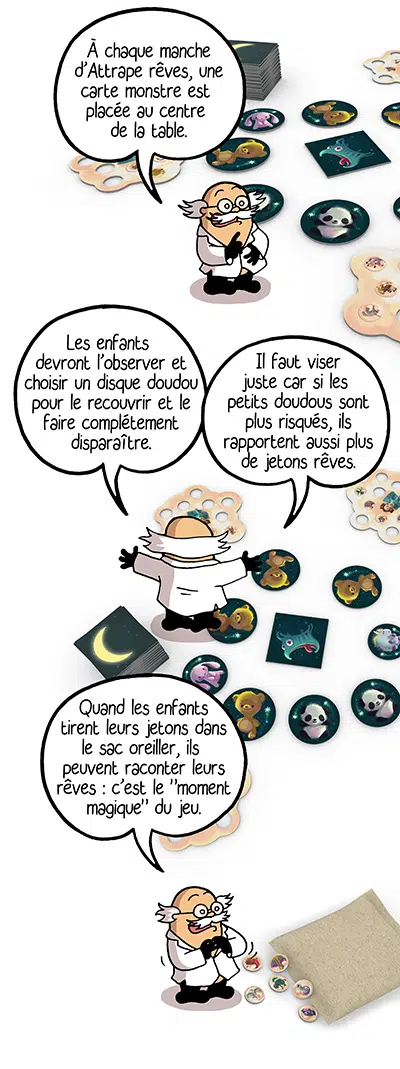 À chaque manche
d'Attrape rêves, une
carte monstre est
placée au centre
de la table.
Les enfants
devront l'observer et
choisir un disque doudou
pour le recouvrir et le
faire complétement
disparaître.
Il faut viser
juste car si les
petits doudous sont
plus risqués, ils
rapportent aussi plus
de jetons rêves.
Quand les enfants
tirent leurs jetons dans
le sac oreiller, ils
peuvent raconter leurs
rêves : c'est le "moment
magique" du jeu.